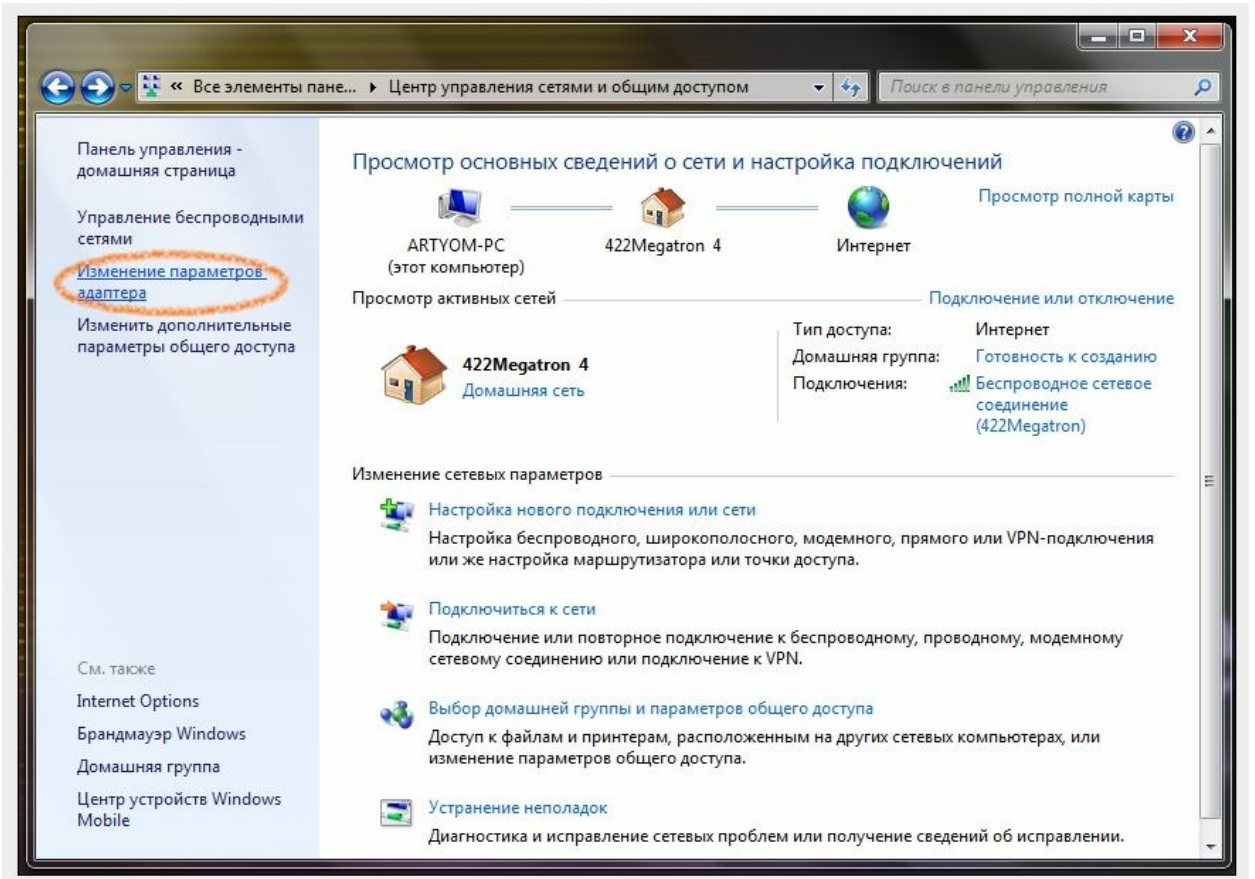 « Все элементы пане... Центр управления сетями и общим доступом
Поиск в панели управления
Панель управления -
домашняя страница
Управление беспроводными
сетями
Изменение параметров
адаптера
Изменить дополнительные
параметры общего доступа
См. также
Internet Options
Брандмауэр Windows
Домашняя группа
Центр устройств Windows
Mobile
Просмотр основных сведений о сети и настройка подключений
Просмотр полной карты
ARTYOM-PC
(этот компьютер)
422Megatron 4
Интернет
Просмотр активных сетей
Подключение или отключение
422Megatron 4
Домашняя сеть
Тип доступа: Интернет
Домашняя группа: Готовность к созданию
Подключения: Беспроводное сетевое
соединение
(422Megatron)
Изменение сетевых параметров
Настройка нового подключения или сети
Настройка беспроводного, широкополосного, модемного, прямого или VPN-подключения
или же настройка маршрутизатора или точки доступа.
Подключиться к сети
Подключение или повторное подключение к беспроводному, проводному, модемному
сетевому соединению или подключение к VPN.
Выбор домашней группы и параметров общего доступа
Доступ к файлам и принтерам, расположенным на других сетевых компьютерах, или
изменение параметров общего доступа.
Устранение неполадок
Диагностика и исправление сетевых проблем или получение сведений об исправлении.